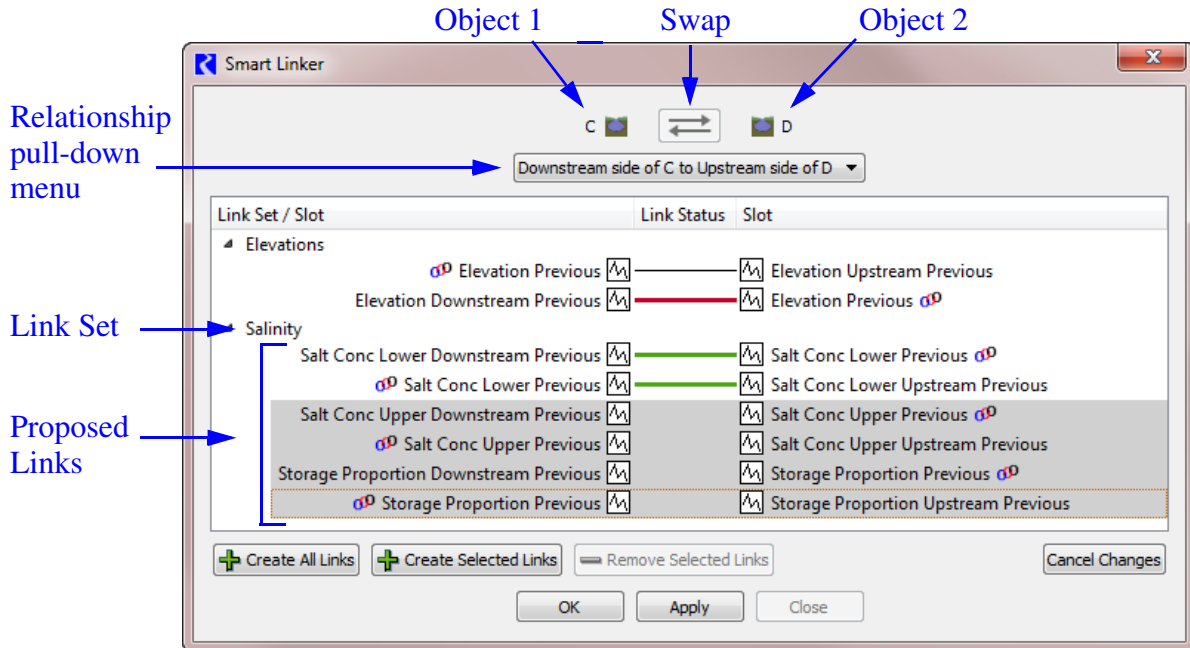 Object 1 Swap Object 2
Smart Linker
Relationship
pull-down
menu
C D
Downstream side of C to Upstream side of D
Link Set / Slot Link Status Slot
Elevations
Elevation Previous Elevation Upstream Previous
Elevation Downstream Previous Elevation Previous
Link Set
Salinity
Salt Conc Lower Downstream Previous Salt Conc Lower Previous
Salt Conc Lower Previous Salt Conc Lower Upstream Previous
Proposed
Links
Salt Conc Upper Downstream Previous Salt Conc Upper Previous
Salt Conc Upper Previous Salt Conc Upper Upstream Previous
Storage Proportion Downstream Previous Storage Proportion Previous
Storage Proportion Previous Storage Proportion Upstream Previous
Create All Links Create Selected Links Remove Selected Links Cancel Changes
OK Apply Close